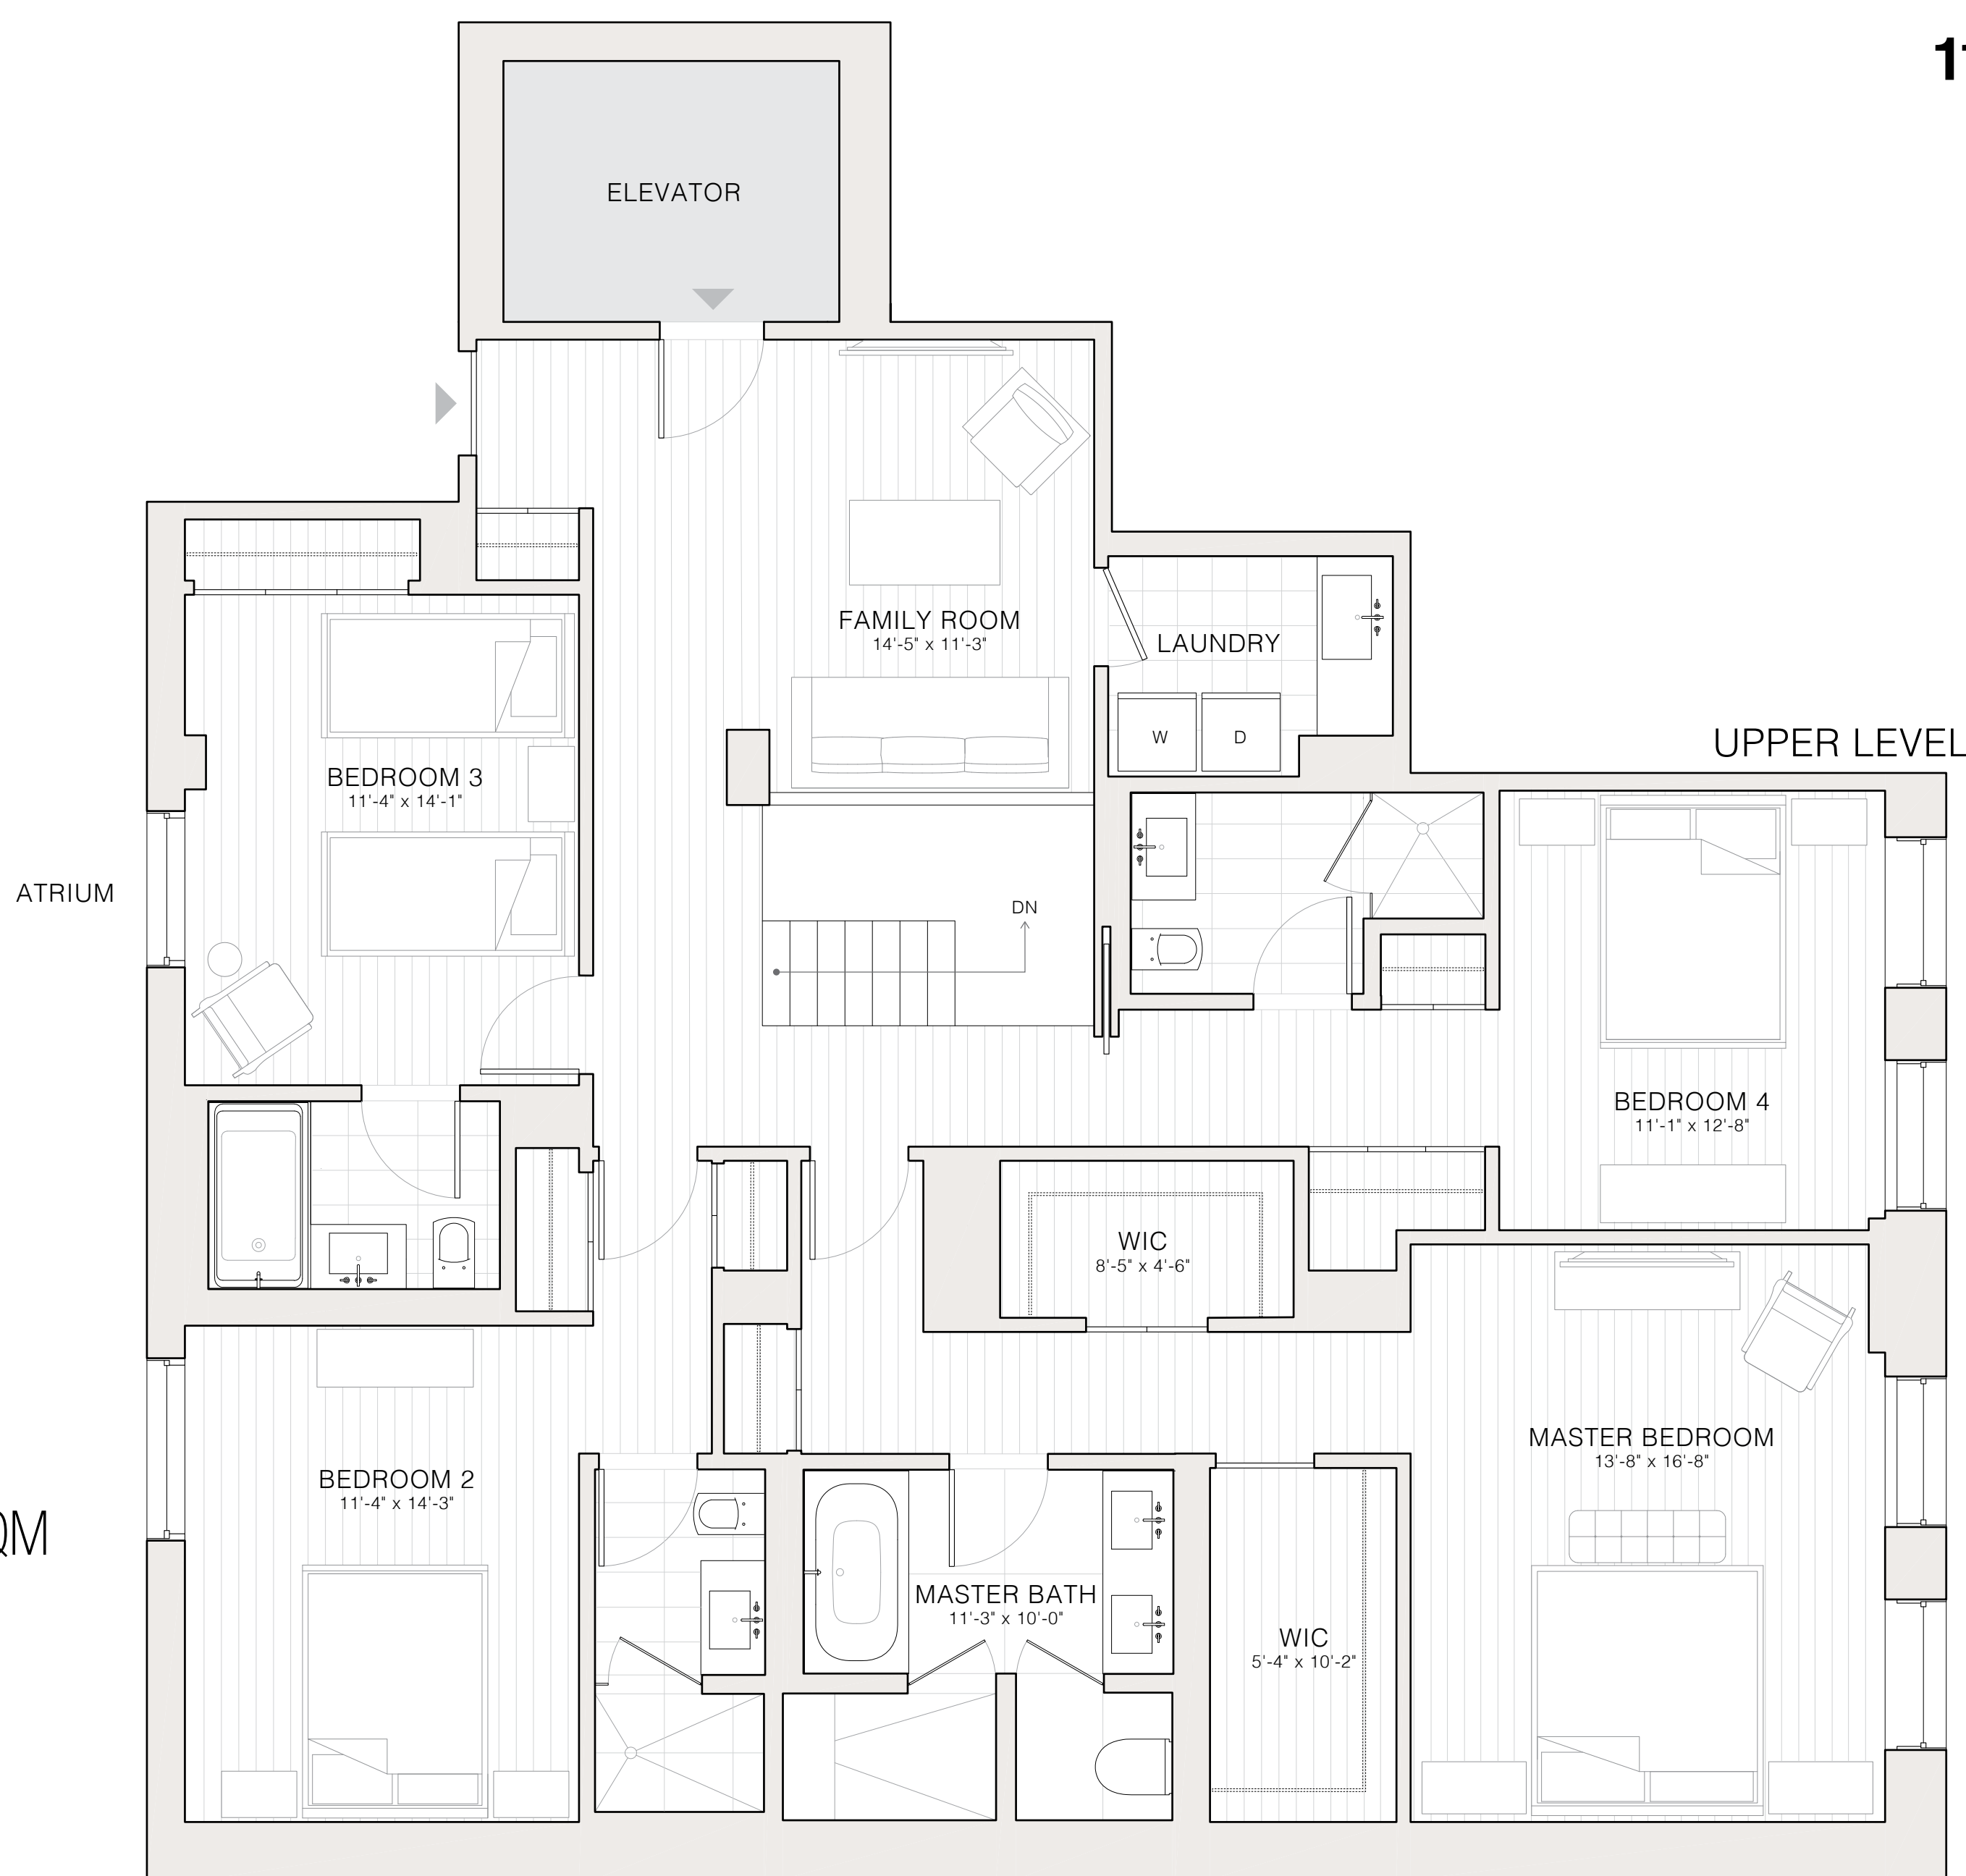 11
ELEVATOR
FAMILY ROOM
14'-5" x 11'-3"
LAUNDRY
W
D
UPPER LEVEL
BEDROOM 3
11'-4" x 14'-1"
ATRIUM
DN
BEDROOM 4
11'-1" x 12'-8"
WIC
8'-5" x 4'-6"
MASTER BEDROOM
13'-8" x 16'-8"
BEDROOM 2
11'-4" x 14'-3"
QM
MASTER BATH
11'-3" x 10'-0"
WIC
5'-4" x 10'-2"